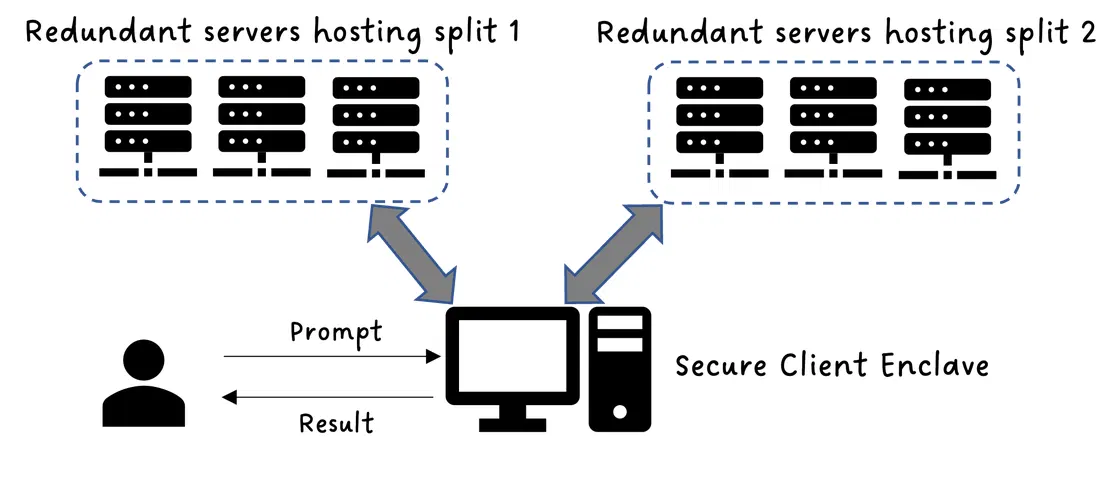 Redundant servers hosting split 1
Redundant servers hosting split 2
Prompt
Secure Client Enclave
Result